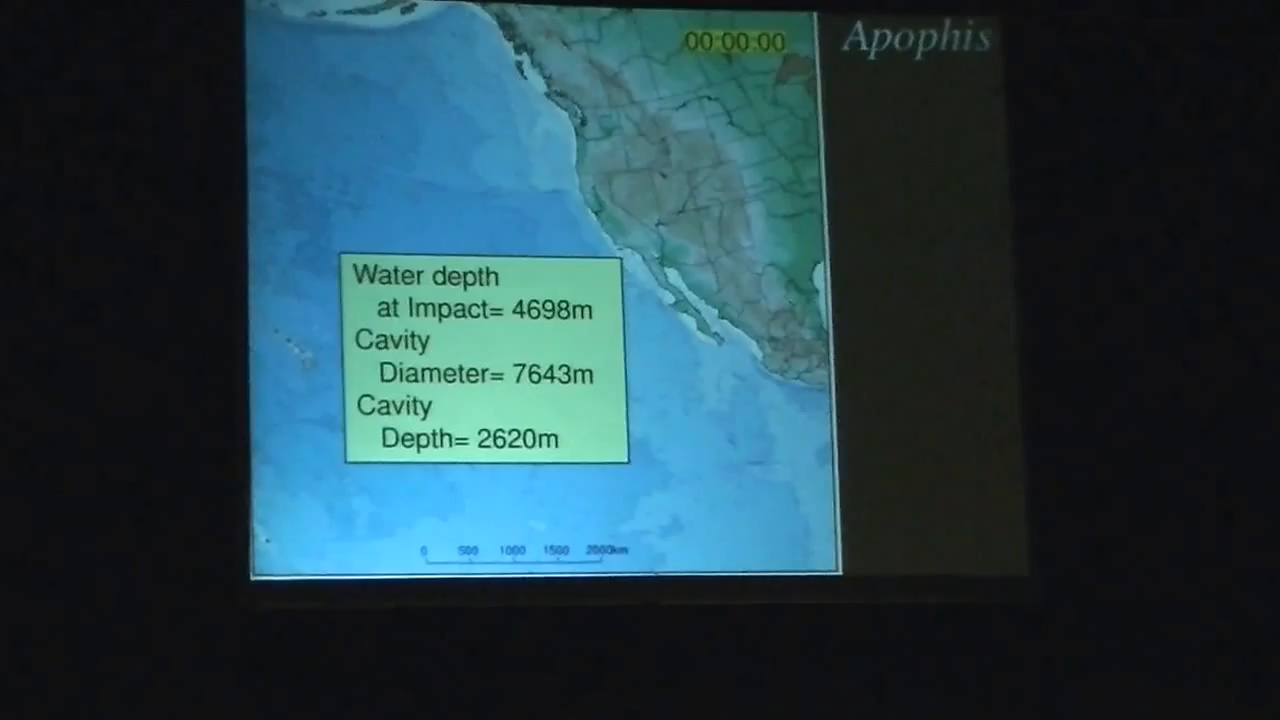 00:00:00
Apophis
Water depth
at Impact= 4698m
Cavity
Diameter= 7643m
Cavity
Depth= 2620m
0 500 1000 1500 2000km